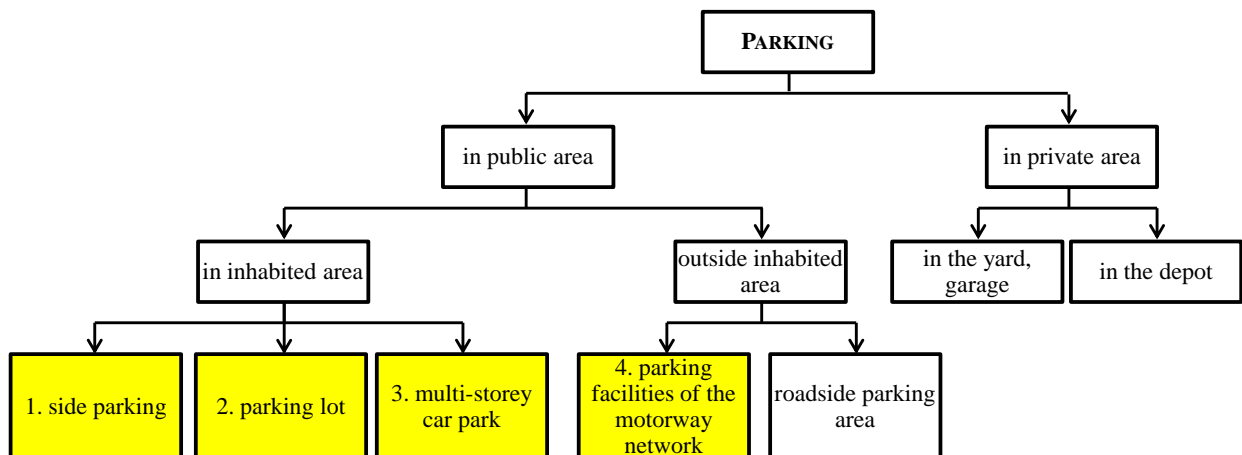 PARKING
in public area
in private area
in inhabited area
outside inhabited
area
in the yard,
garage
in the depot
1. side parking
2. parking lot
3. multi-storey
car park
4. parking
facilities of the
motorway
network
roadside parking
area